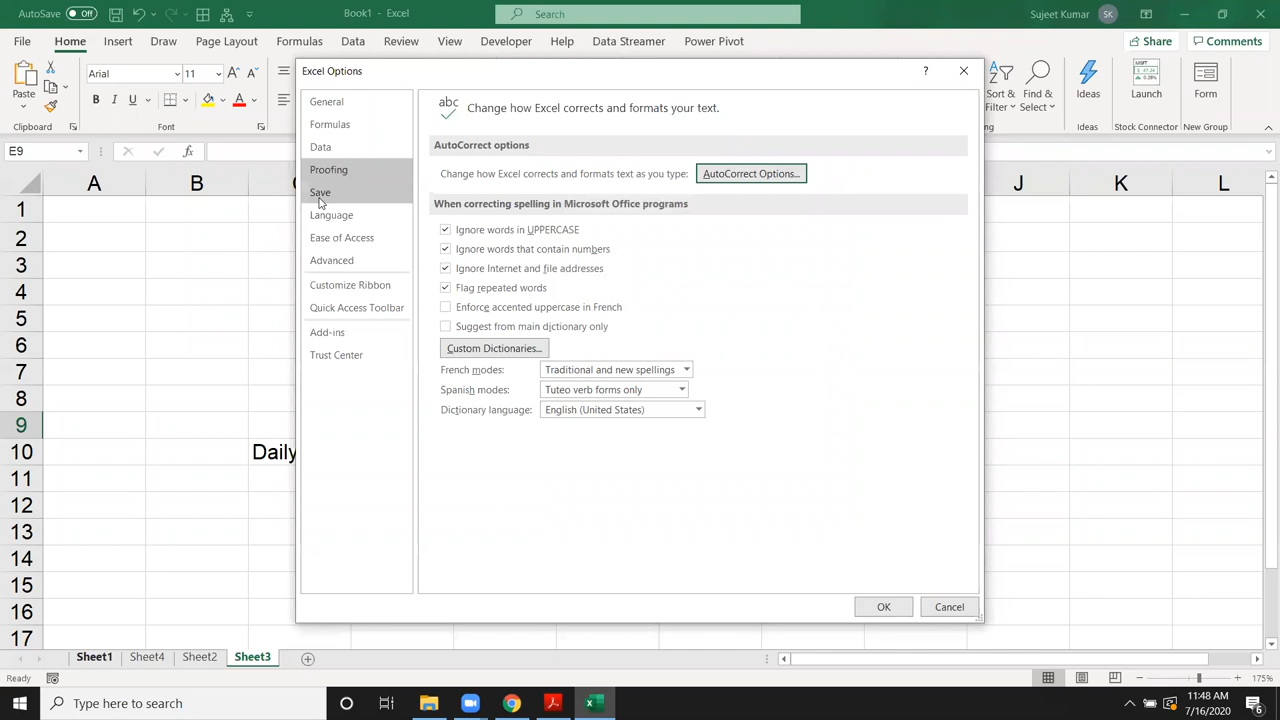 AutoSave Off Book1 - Excel Search Sujeet Kumar SK
File Home Insert Draw Page Layout Formulas Data Review View Developer Help Data Streamer Power Pivot Share Comments
Paste Arial 11 Sort & Filter Find & Select Ideas Launch Form
B I U
Clipboard Font Ideas Stock Connector New Group
E9 fx
A B J K L
1
2
3
4
5
6
7
8
9
10 Daily
11
12
13
14
15
16
17
Excel Options ?
General
Formulas
Data
Proofing
Save
Language
Ease of Access
Advanced
Customize Ribbon
Quick Access Toolbar
Add-ins
Trust Center
abc Change how Excel corrects and formats your text.
AutoCorrect options
Change how Excel corrects and formats text as you type: AutoCorrect Options...
When correcting spelling in Microsoft Office programs
Ignore words in UPPERCASE
Ignore words that contain numbers
Ignore Internet and file addresses
Flag repeated words
Enforce accented uppercase in French
Suggest from main dictionary only
Custom Dictionaries...
French modes: Traditional and new spellings
Spanish modes: Tuteo verb forms only
Dictionary language: English (United States)
OK Cancel
Sheet1 Sheet4 Sheet2 Sheet3
Ready 175%
Type here to search 11:48 AM
7/16/2020 6